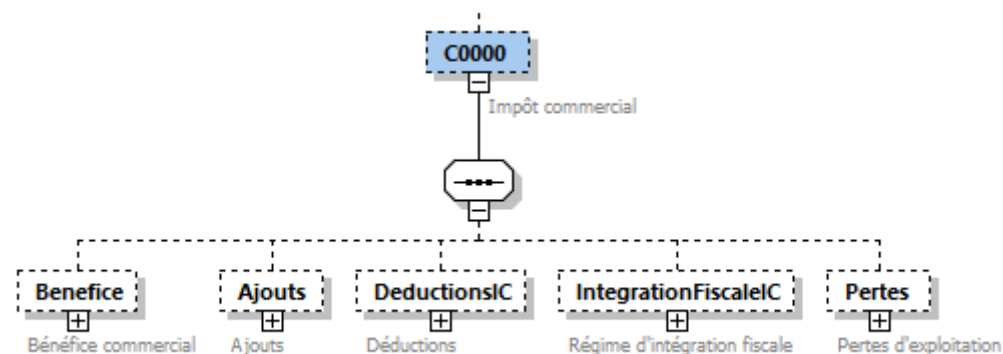 C0000
Impôt commercial
Benefice
Ajouts
DeductionsIC
IntegrationFiscaleIC
Pertes
Bénéfice commercial
Ajouts
Déductions
Régime d'intégration fiscale
Pertes d'exploitation